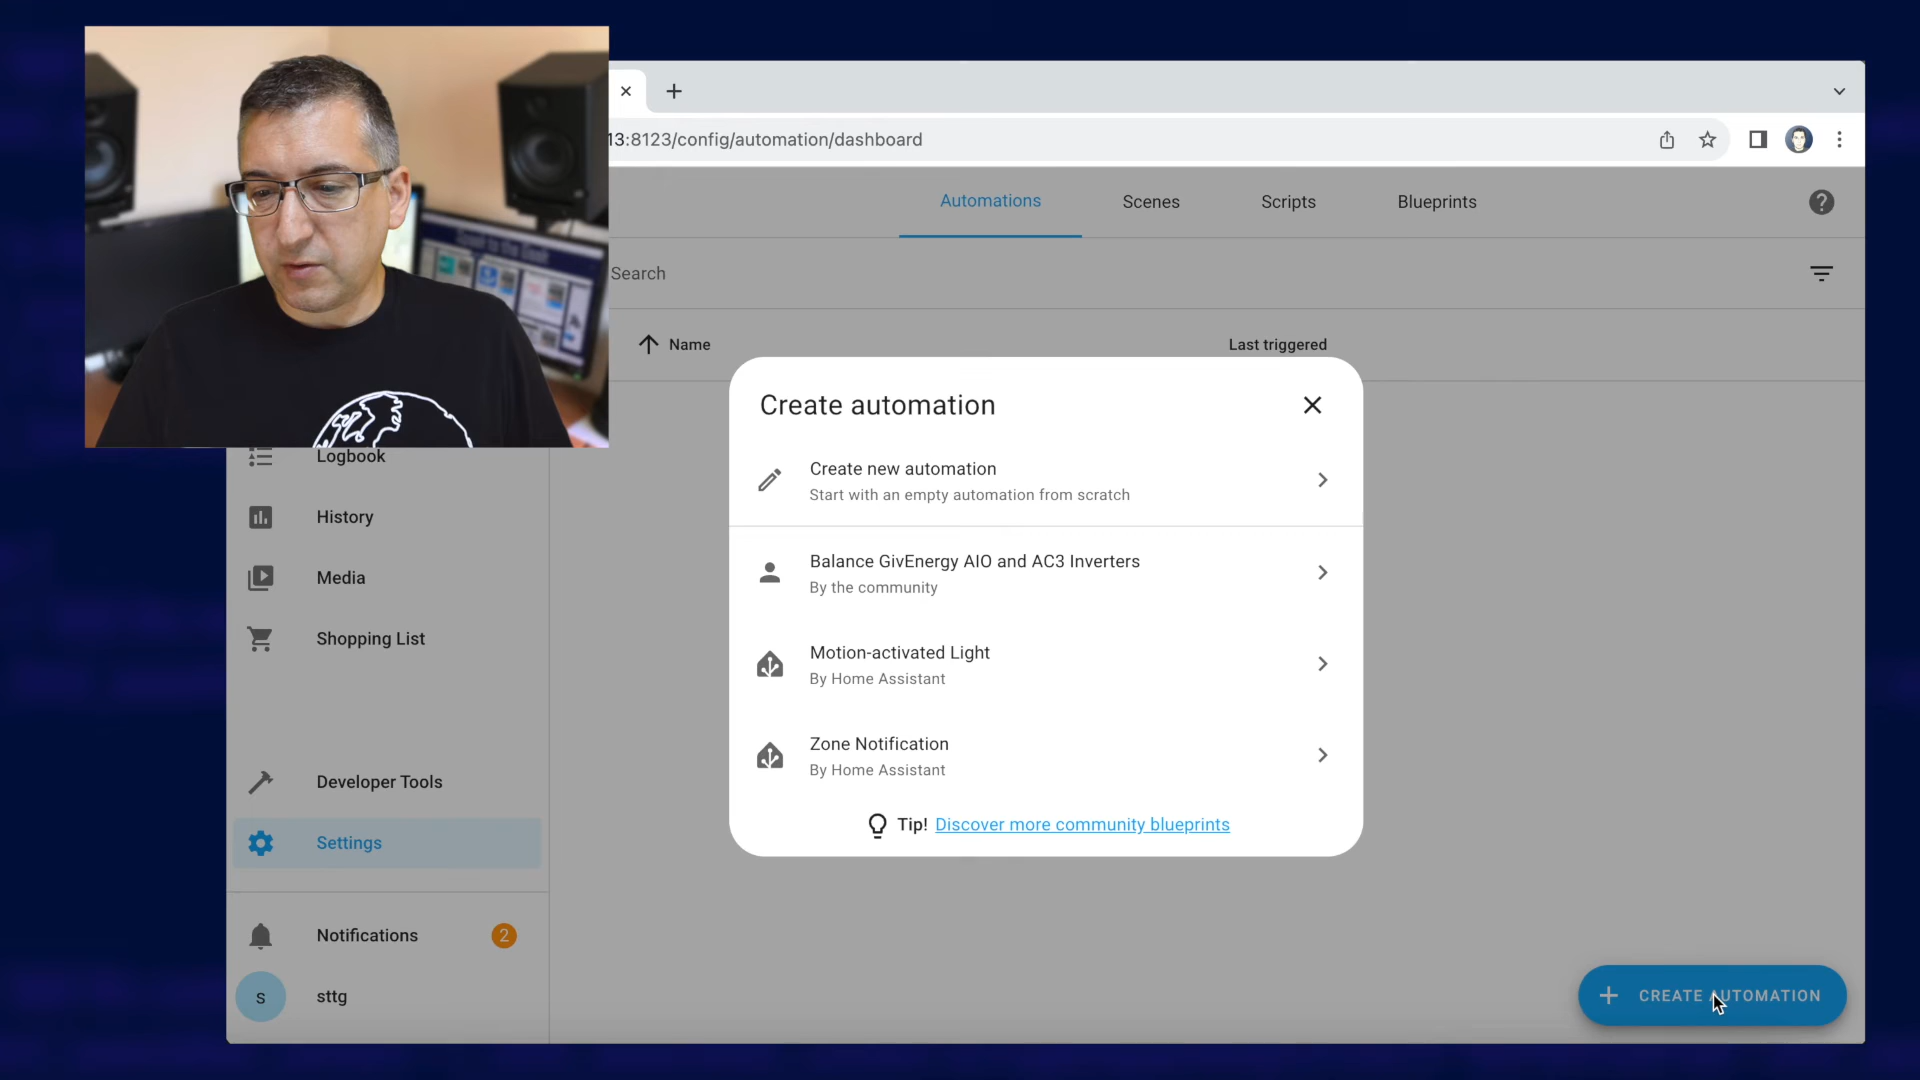 13:8123/config/automation/dashboard
Automations
Scenes
Scripts
Blueprints
Search
Name
Last triggered
Create automation
Create new automation
Start with an empty automation from scratch
Balance GivEnergy AIO and AC3 Inverters
By the community
Motion-activated Light
By Home Assistant
Zone Notification
By Home Assistant
Tip! Discover more community blueprints
Logbook
History
Media
Shopping List
Developer Tools
Settings
Notifications
2
s
sttg
CREATE AUTOMATION